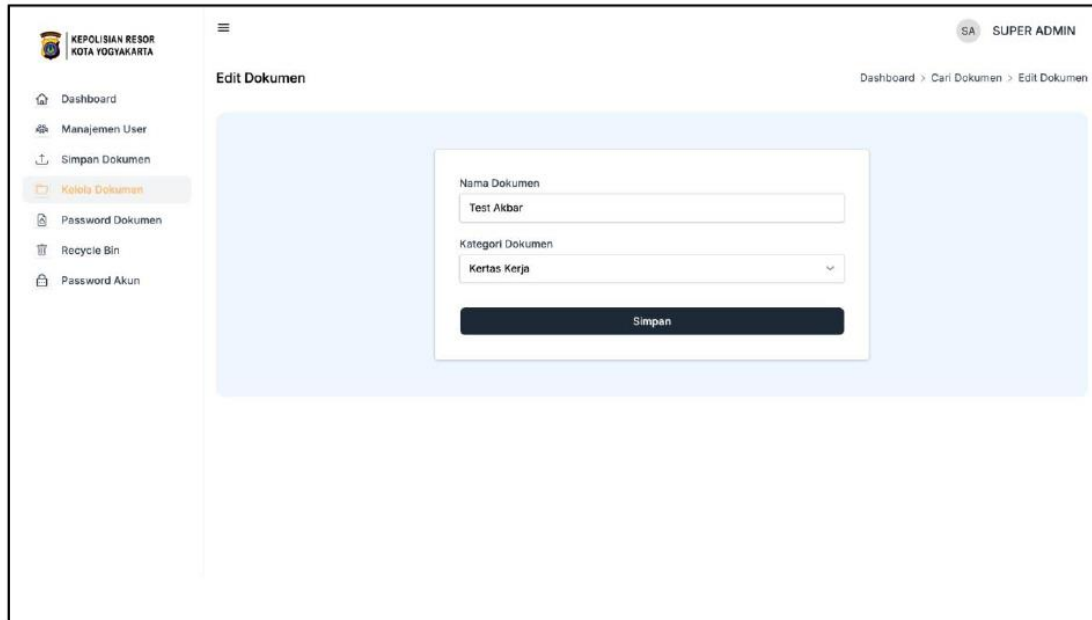 KEPOLISIAN RESOR
KOTA YOGYAKARTA
SA SUPER ADMIN
Edit Dokumen
Dashboard > Cari Dokumen > Edit Dokumen
Dashboard
Manajemen User
Simpan Dokumen
Kelola Dokumen
Password Dokumen
Recycle Bin
Password Akun
Nama Dokumen
Test Akbar
Kategori Dokumen
Kertas Kerja
Simpan